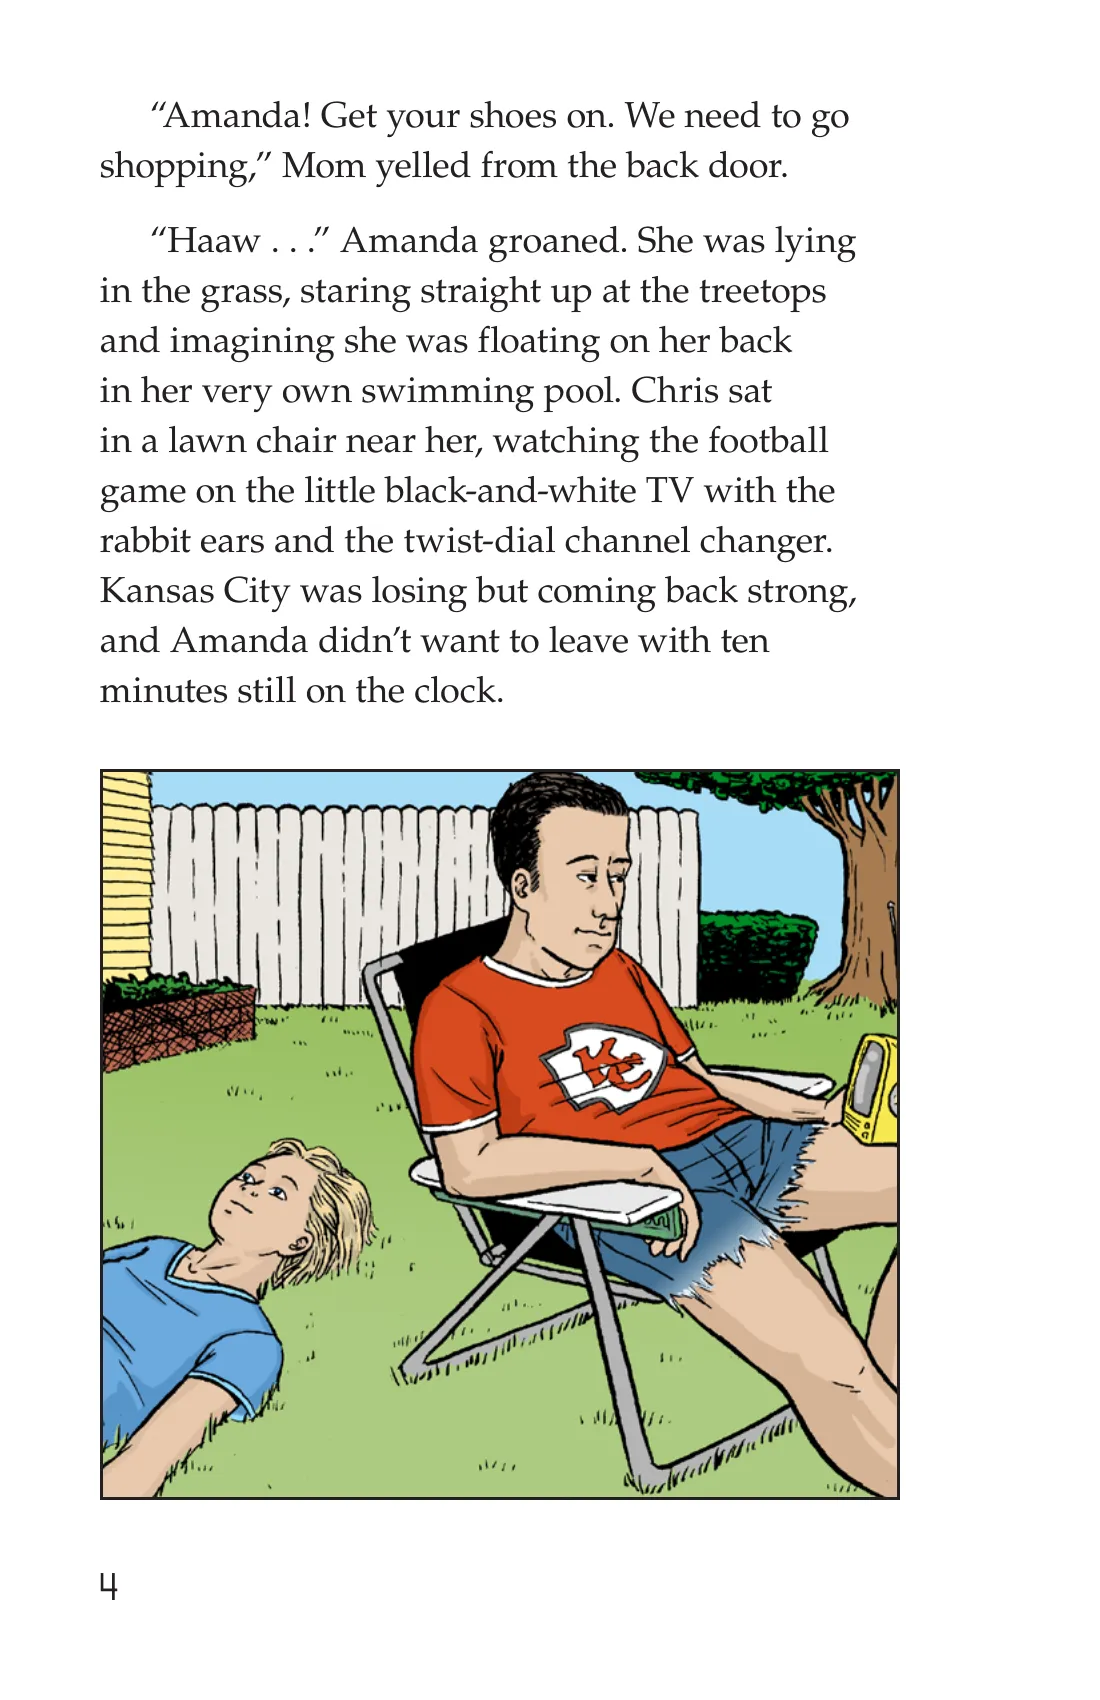 “Amanda! Get your shoes on. We need to go
shopping,” Mom yelled from the back door.
“Haaw . . .” Amanda groaned. She was lying
in the grass, staring straight up at the treetops
and imagining she was floating on her back
in her very own swimming pool. Chris sat
in a lawn chair near her, watching the football
game on the little black-and-white TV with the
rabbit ears and the twist-dial channel changer.
Kansas City was losing but coming back strong,
and Amanda didn’t want to leave with ten
minutes still on the clock.
KC
4